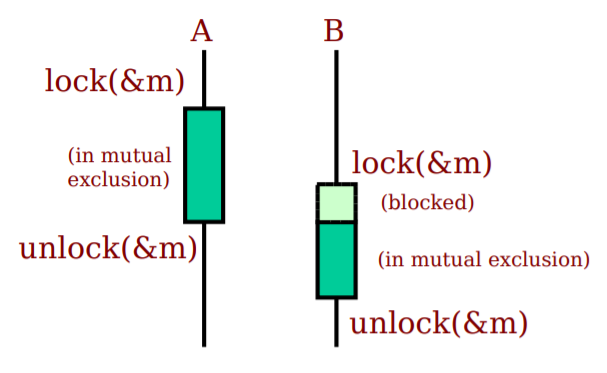 A
B
lock(&m)
(in mutual
exclusion)
unlock(&m)
lock(&m)
(blocked)
(in mutual exclusion)
unlock(&m)